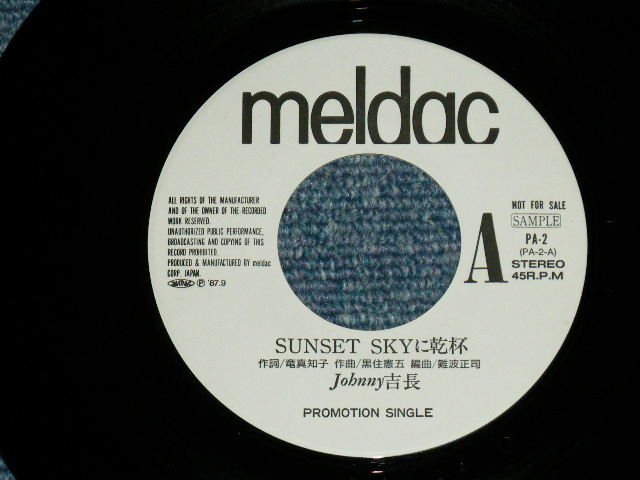 meldac
ALL RIGHTS OF THE MANUFACTURER
AND OF THE OWNER OF THE RECORDED
WORK RESERVED.
UNAUTHORIZED PUBLIC PERFORMANCE,
BROADCASTING AND COPYING OF THIS
RECORD PROHIBITED.
PRODUCED & MANUFACTURED BY meldac
CORP. JAPAN.
Ⓟ '87.9
A
NOT FOR SALE
SAMPLE
PA-2
(PA-2-A)
STEREO
45R.P.M
SUNSET SKYに乾杯
作詞/竜真知子 作曲/黒住憲五 編曲/難波正司
Johnny吉長
PROMOTION SINGLE